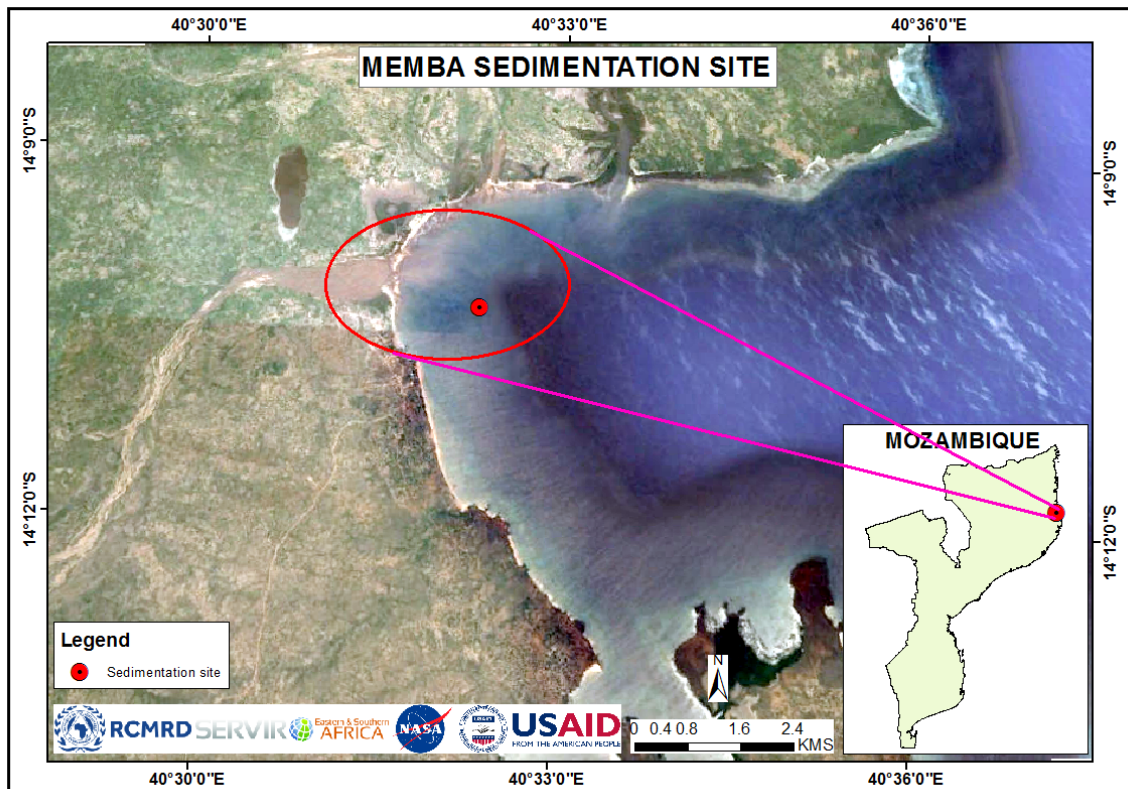 40°30'0"E 40°33'0"E 40°36'0"E
MEMBA SEDIMENTATION SITE
14°9'0"S
14°9'0"S
14°12'0"S
14°12'0"S
MOZAMBIQUE
Legend
Sedimentation site
N
RCMRD SERVIR Eastern & Southern
AFRICA
NASA
USAID
FROM THE AMERICAN PEOPLE
0 0.4 0.8 1.6 2.4
KMS
40°30'0"E 40°33'0"E 40°36'0"E